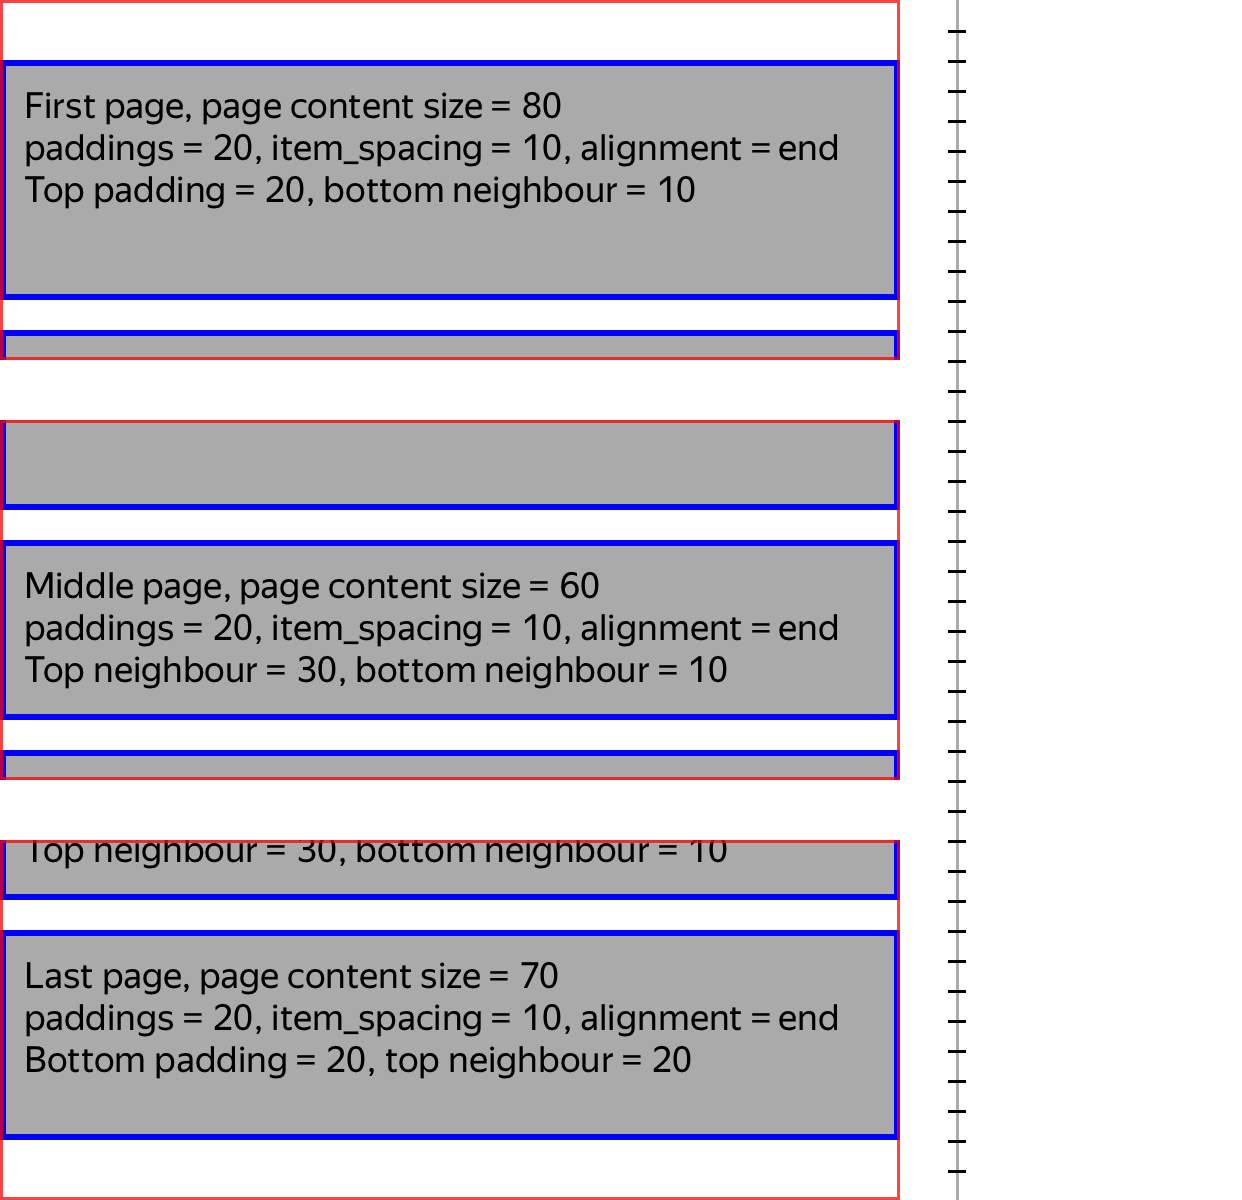 First page, page content size = 80
paddings = 20, item_spacing = 10, alignment = end
Top padding = 20, bottom neighbour = 10
Middle page, page content size = 60
paddings = 20, item_spacing = 10, alignment = end
Top neighbour = 30, bottom neighbour = 10
Top neighbour = 30, bottom neighbour = 10
Last page, page content size = 70
paddings = 20, item_spacing = 10, alignment = end
Bottom padding = 20, top neighbour = 20